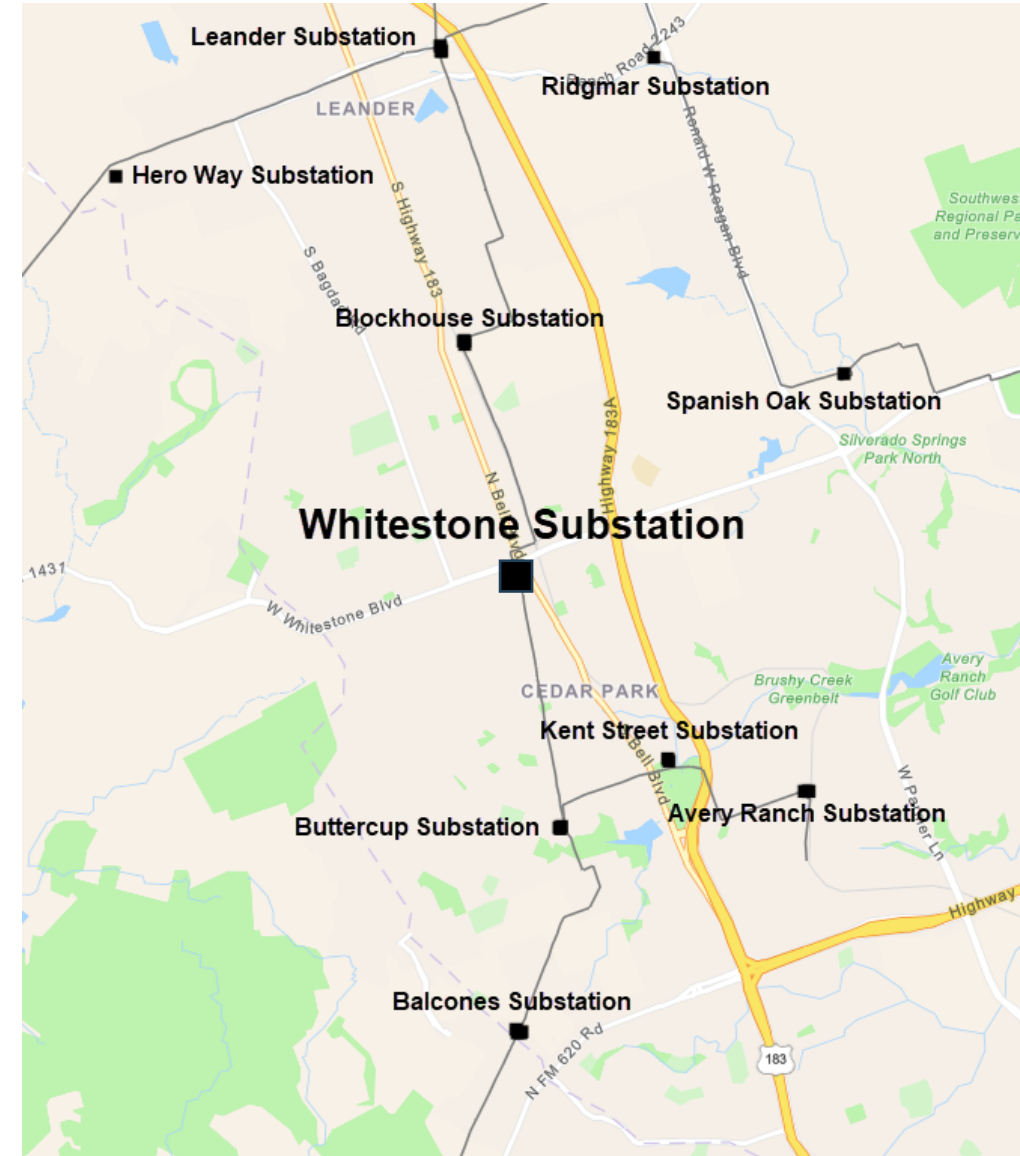 Leander Substation
Ranch Road 2243
Ridgmar Substation
LEANDER
Hero Way Substation
S Highway 183
Ronald W Reagan Blvd
Southwes
Regional Pa
and Preserv
S Bagdad Rd
Blockhouse Substation
Spanish Oak Substation
Highway 183A
Silverado Springs
Park North
N Bell Blvd
Whitestone Substation
1431
W Whitestone Blvd
CEDAR PARK
Brushy Creek
Greenbelt
Avery
Ranch
Golf Club
Kent Street Substation
Bell Blvd
W Parmer Ln
Avery Ranch Substation
Buttercup Substation
Highway
Balcones Substation
N FM 620 Rd
183